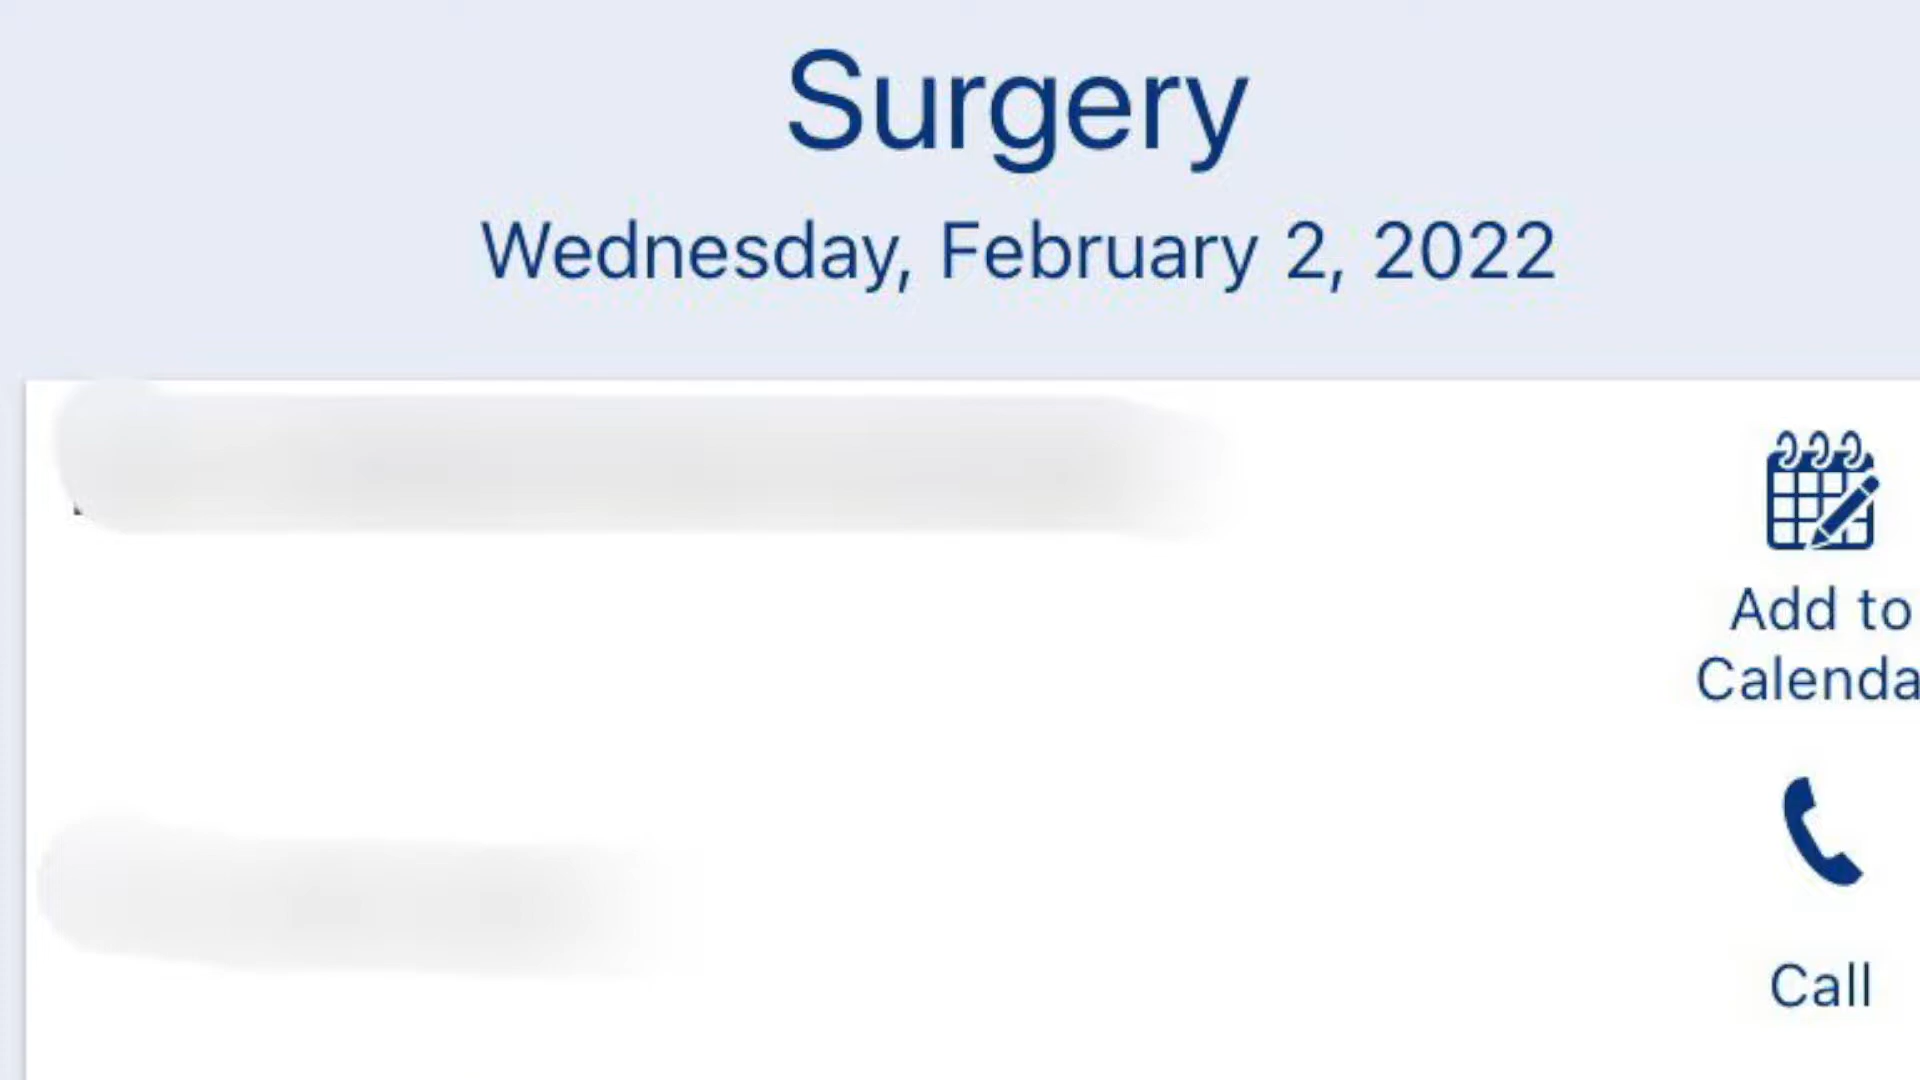 Surgery
Wednesday, February 2, 2022
Add to
Calenda
Call